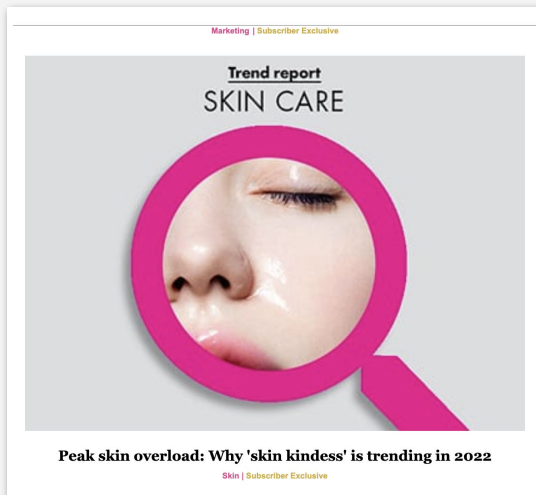 Marketing | Subscriber Exclusive
Trend report
SKIN CARE
Peak skin overload: Why 'skin kindess' is trending in 2022
Skin | Subscriber Exclusive